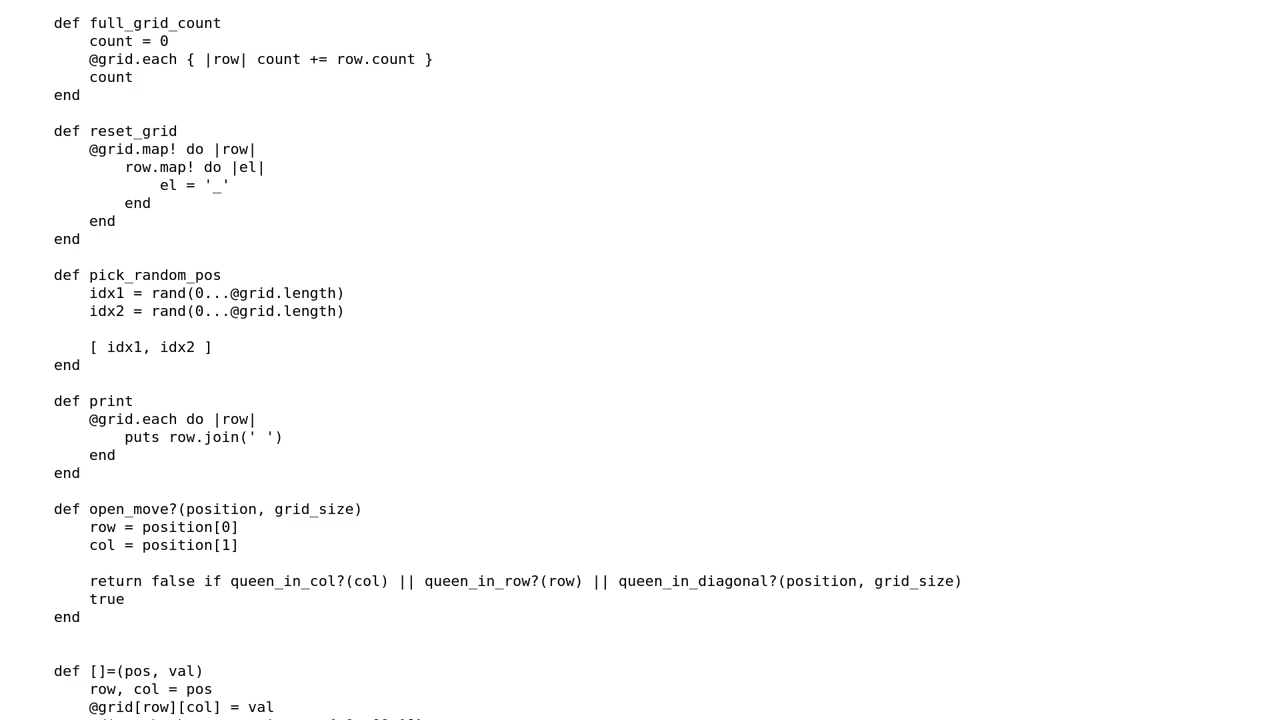 def full_grid_count
count = 0
@grid.each { |row| count += row.count }
count
end
def reset_grid
@grid.map! do |row|
row.map! do |el|
el = '_'
end
end
end
def pick_random_pos
idx1 = rand(0...@grid.length)
idx2 = rand(0...@grid.length)
[ idx1, idx2 ]
end
def print
@grid.each do |row|
puts row.join(' ')
end
end
def open_move?(position, grid_size)
row = position[0]
col = position[1]
return false if queen_in_col?(col) || queen_in_row?(row) || queen_in_diagonal?(position, grid_size)
true
end
def []=(pos, val)
row, col = pos
@grid[row][col] = val